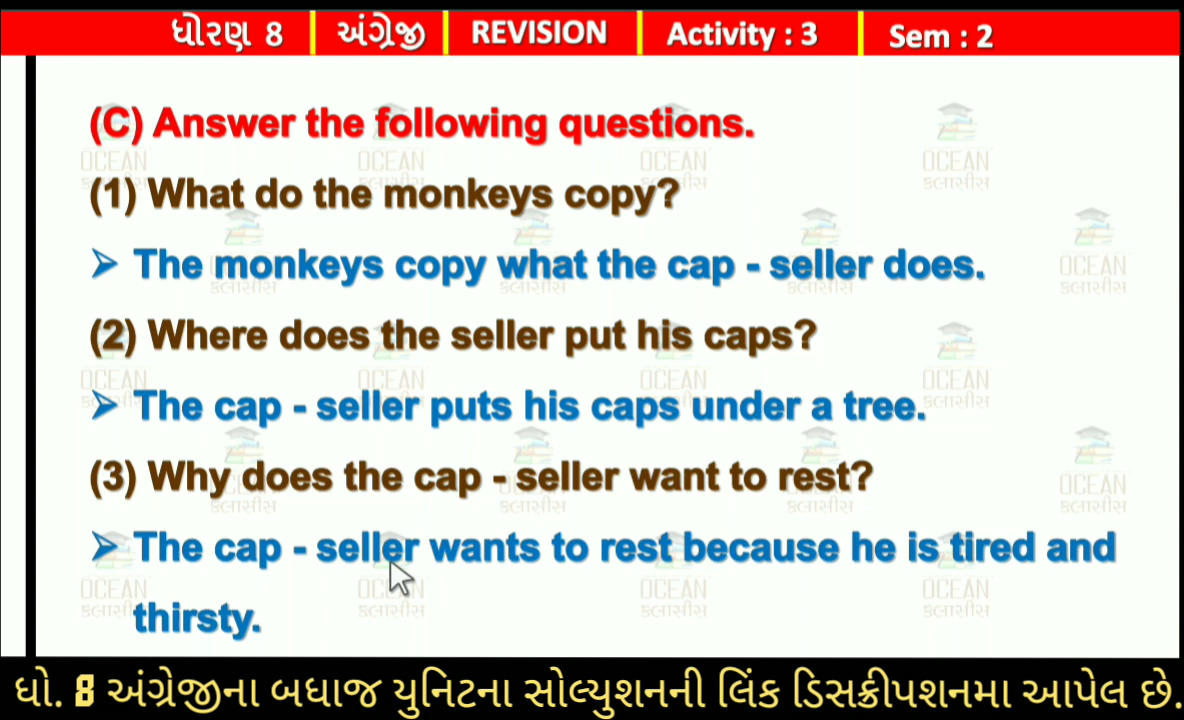 ધોરણ 8 અંગ્રેજી REVISION Activity : 3 Sem : 2
(C) Answer the following questions.
(1) What do the monkeys copy?
➢ The monkeys copy what the cap - seller does.
(2) Where does the seller put his caps?
➢ The cap - seller puts his caps under a tree.
(3) Why does the cap - seller want to rest?
➢ The cap - seller wants to rest because he is tired and
thirsty.
OCEAN
ક્લાસીસ
ધો. 8 અંગ્રેજીના બધાજ યુનિટના સોલ્યુશનની લિંક ડિસક્રીપશનમા આપેલ છે.